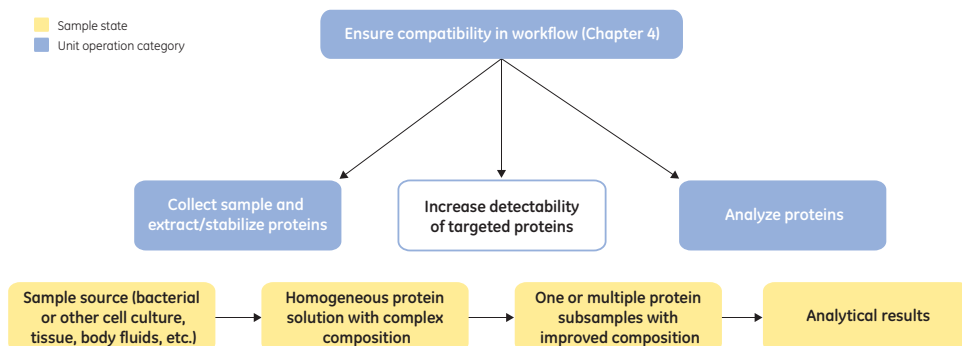 Sample state
Unit operation category
Ensure compatibility in workflow (Chapter 4)
Collect sample and
extract/stabilize proteins
Increase detectability
of targeted proteins
Analyze proteins
Sample source (bacterial
or other cell culture,
tissue, body fluids, etc.)
Homogeneous protein
solution with complex
composition
One or multiple protein
subsamples with
improved composition
Analytical results